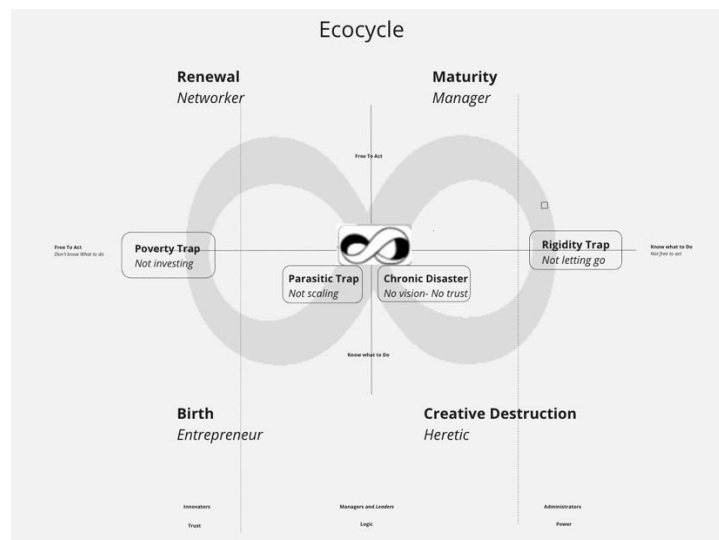 Ecocycle
Renewal
Networker
Maturity
Manager
Free To Act
Free To Act
Don't know What to do
Poverty Trap
Not investing
Rigidity Trap
Not letting go
Know what to Do
Not free to act
Parasitic Trap
Not scaling
Chronic Disaster
No vision- No trust
Know what to Do
Birth
Entrepreneur
Creative Destruction
Heretic
Innovators
Managers and Leaders
Administrators
Trust
Logic
Power